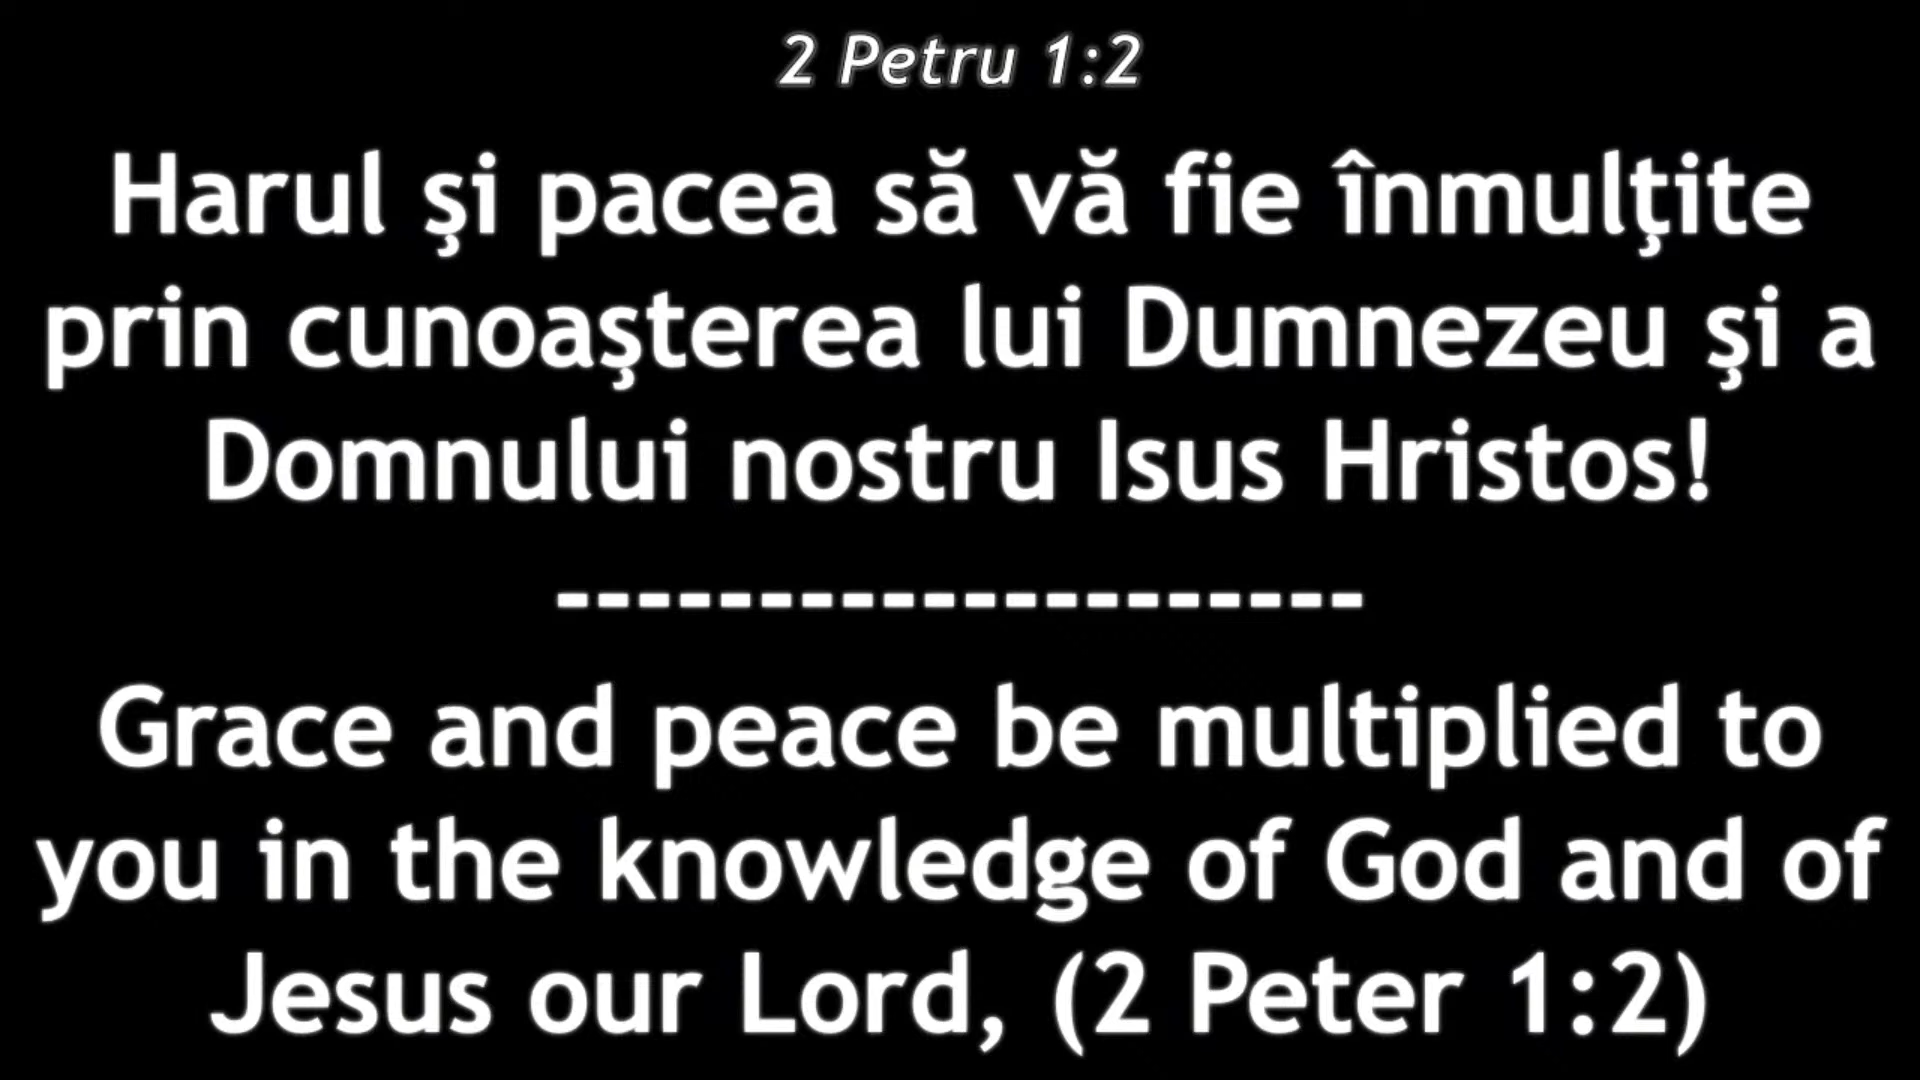 2 Petru 1:2
Harul şi pacea să vă fie înmulţite
prin cunoaşterea lui Dumnezeu şi a
Domnului nostru Isus Hristos!
--------------------
Grace and peace be multiplied to
you in the knowledge of God and of
Jesus our Lord, (2 Peter 1:2)